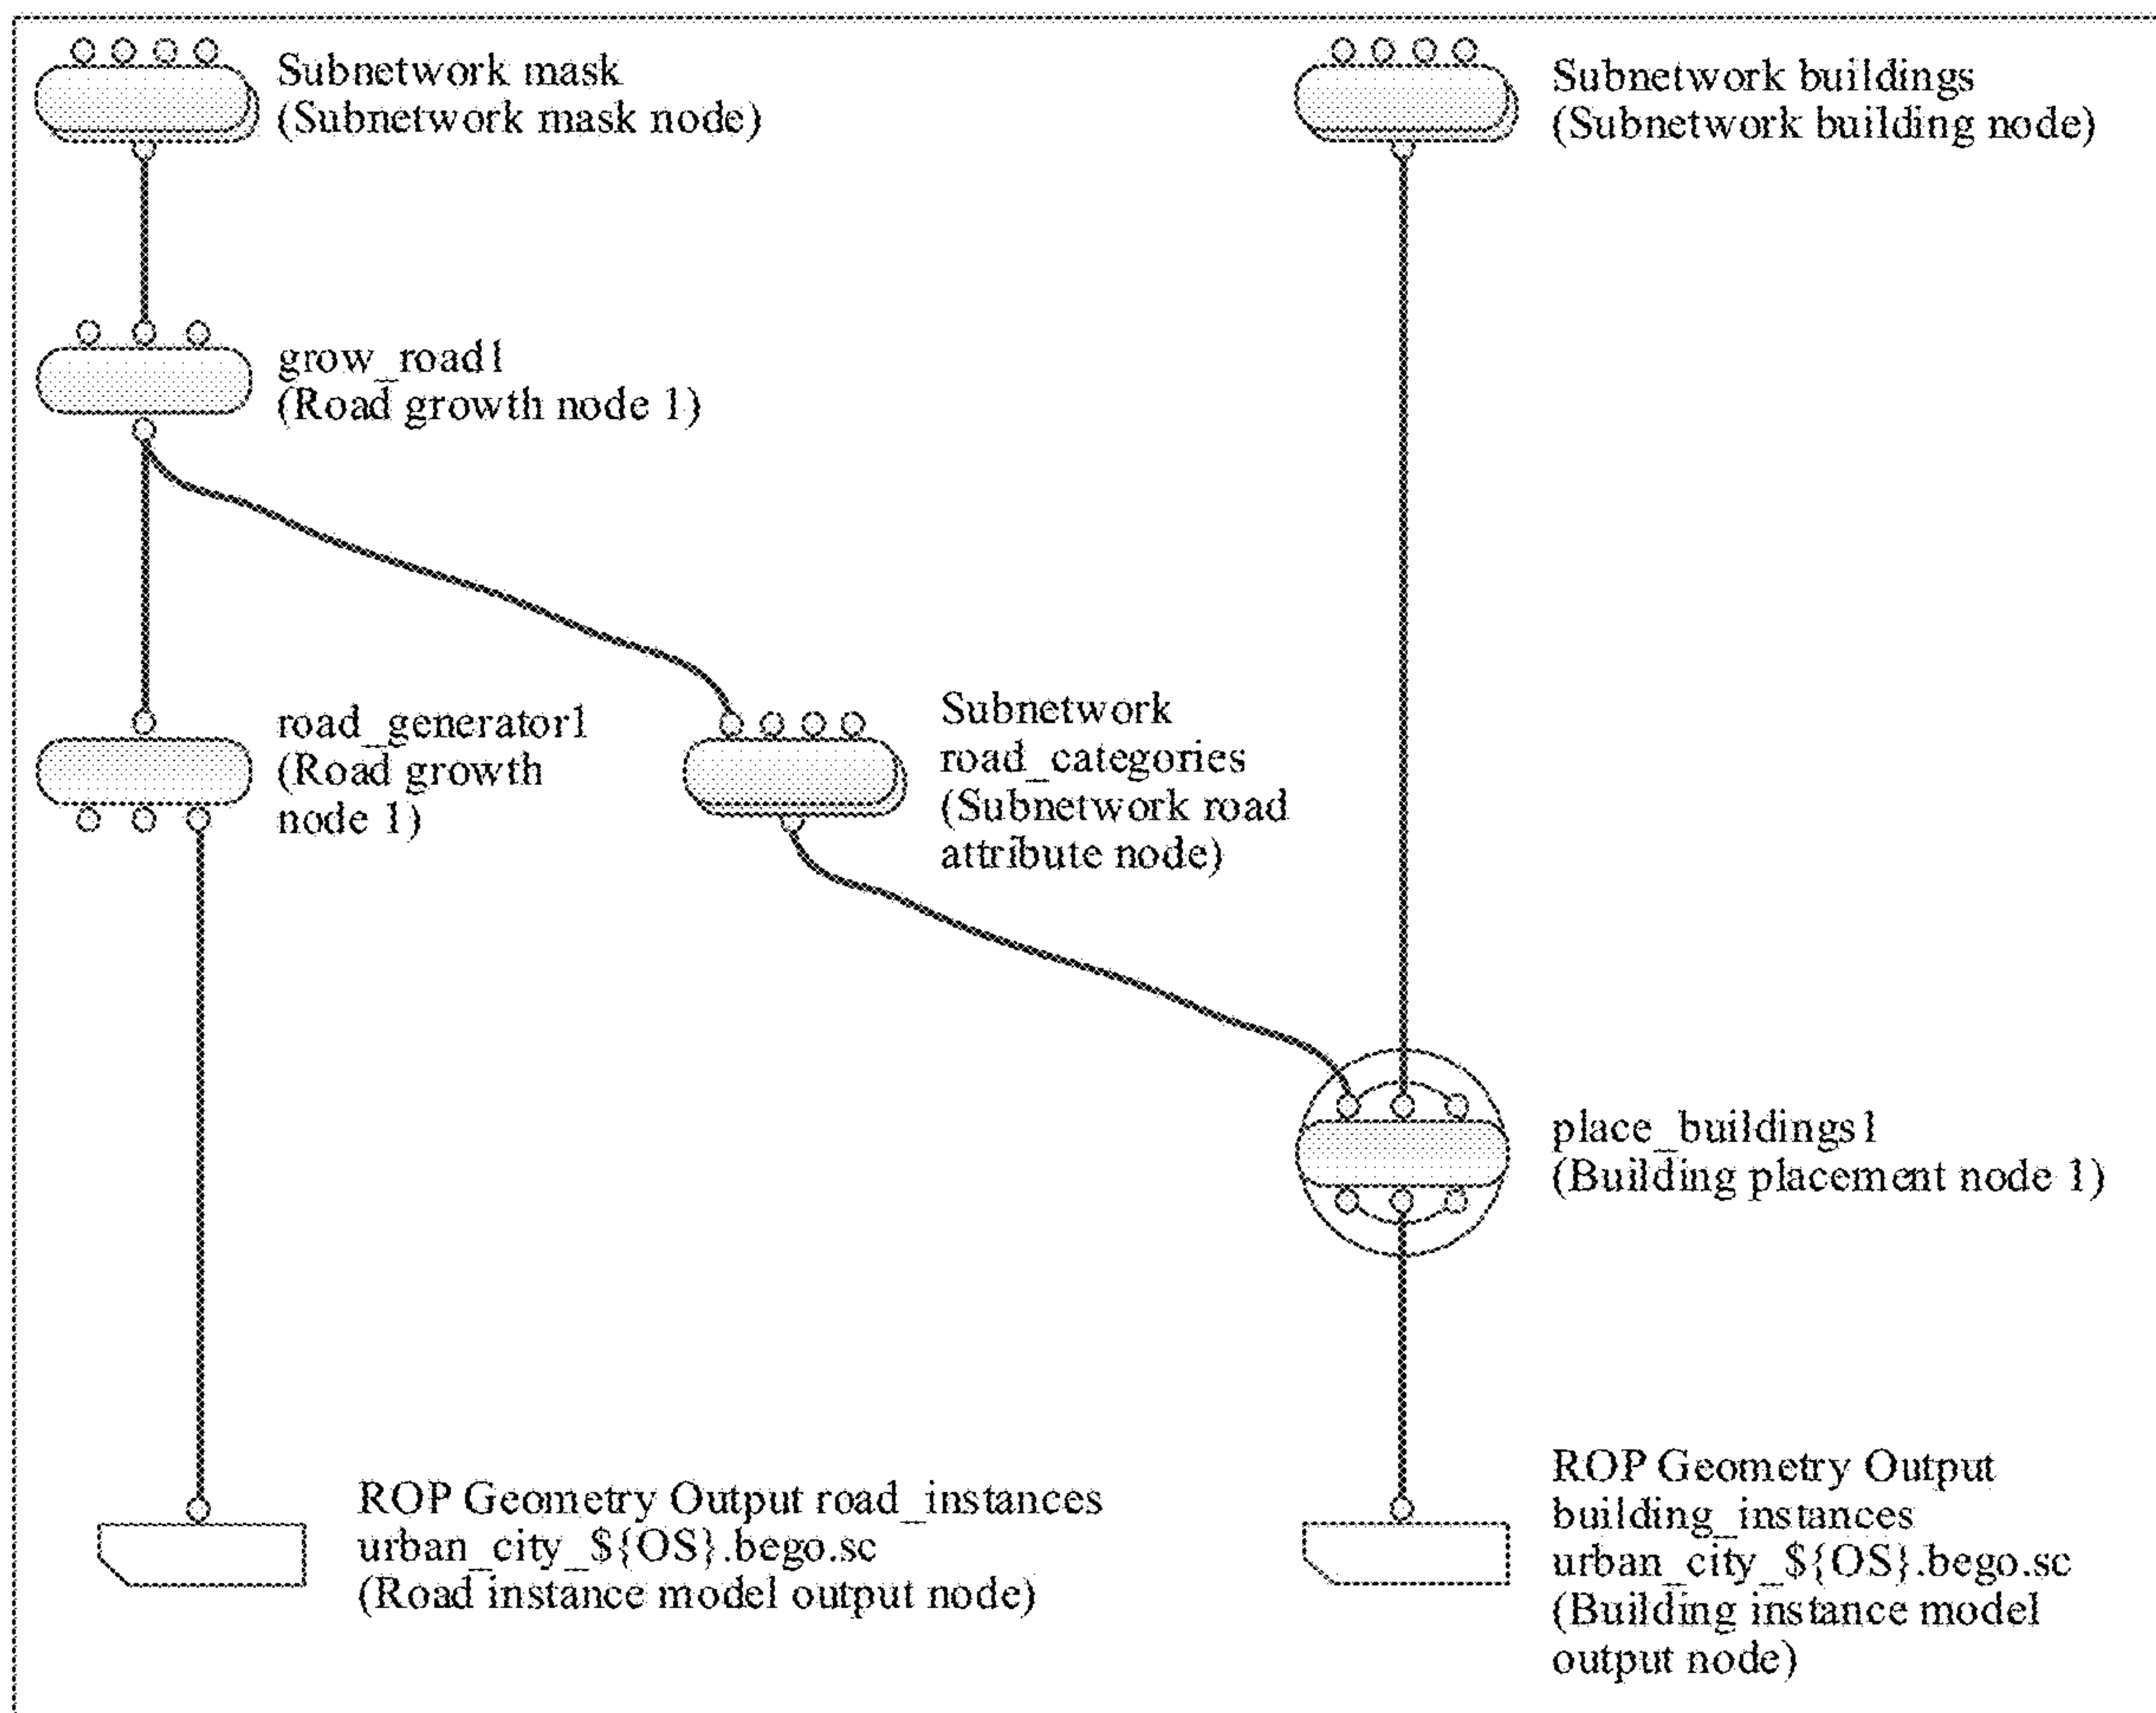 Subnetwork mask
(Subnetwork mask node)
Subnetwork buildings
(Subnetwork building node)
grow_road1
(Road growth node 1)
road_generator1
(Road growth
node 1)
Subnetwork
road_categories
(Subnetwork road
attribute node)
place_buildings1
(Building placement node 1)
ROP Geometry Output road_instances
urban_city_${OS}.bego.sc
(Road instance model output node)
ROP Geometry Output
building_instances
urban_city_${OS}.bego.sc
(Building instance model
output node)